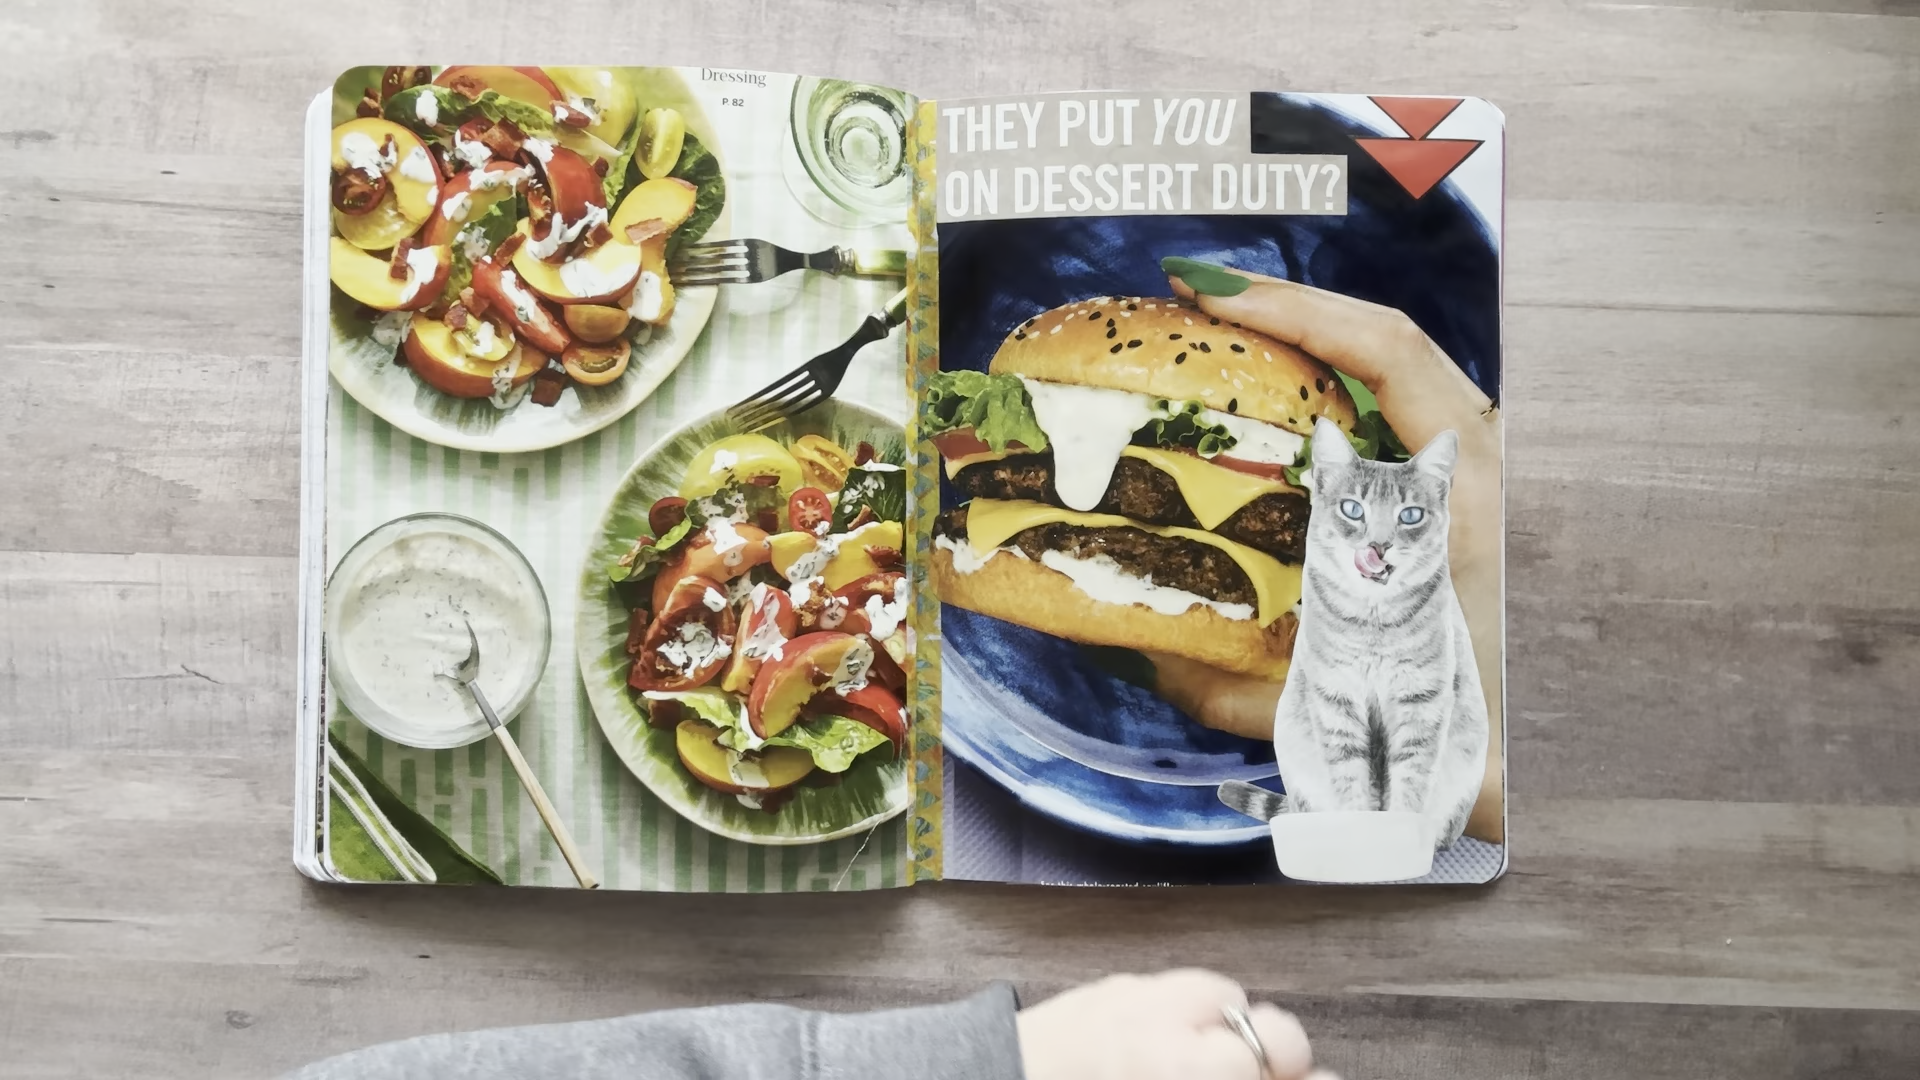 Dressing
P. 82
THEY PUT YOU
ON DESSERT DUTY?